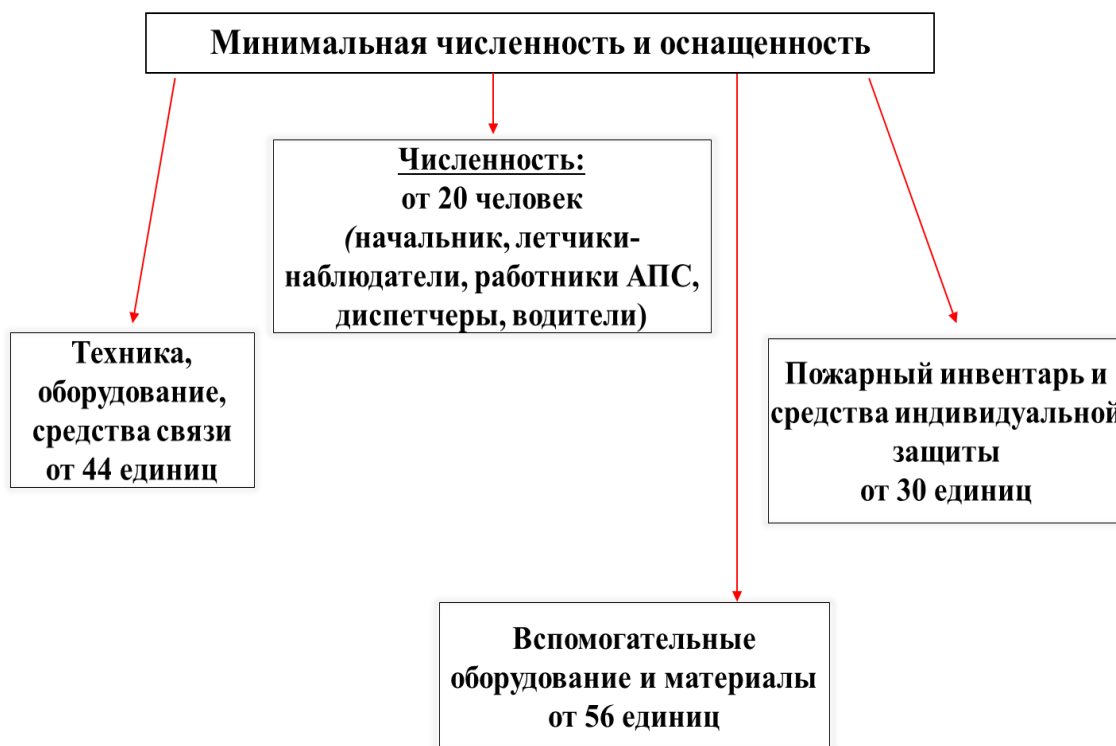 Минимальная численность и оснащенность
Численность:
от 20 человек
(начальник, летчики-
наблюдатели, работники АПС,
диспетчеры, водители)
Техника,
оборудование,
средства связи
от 44 единиц
Пожарный инвентарь и
средства индивидуальной
защиты
от 30 единиц
Вспомогательные
оборудование и материалы
от 56 единиц